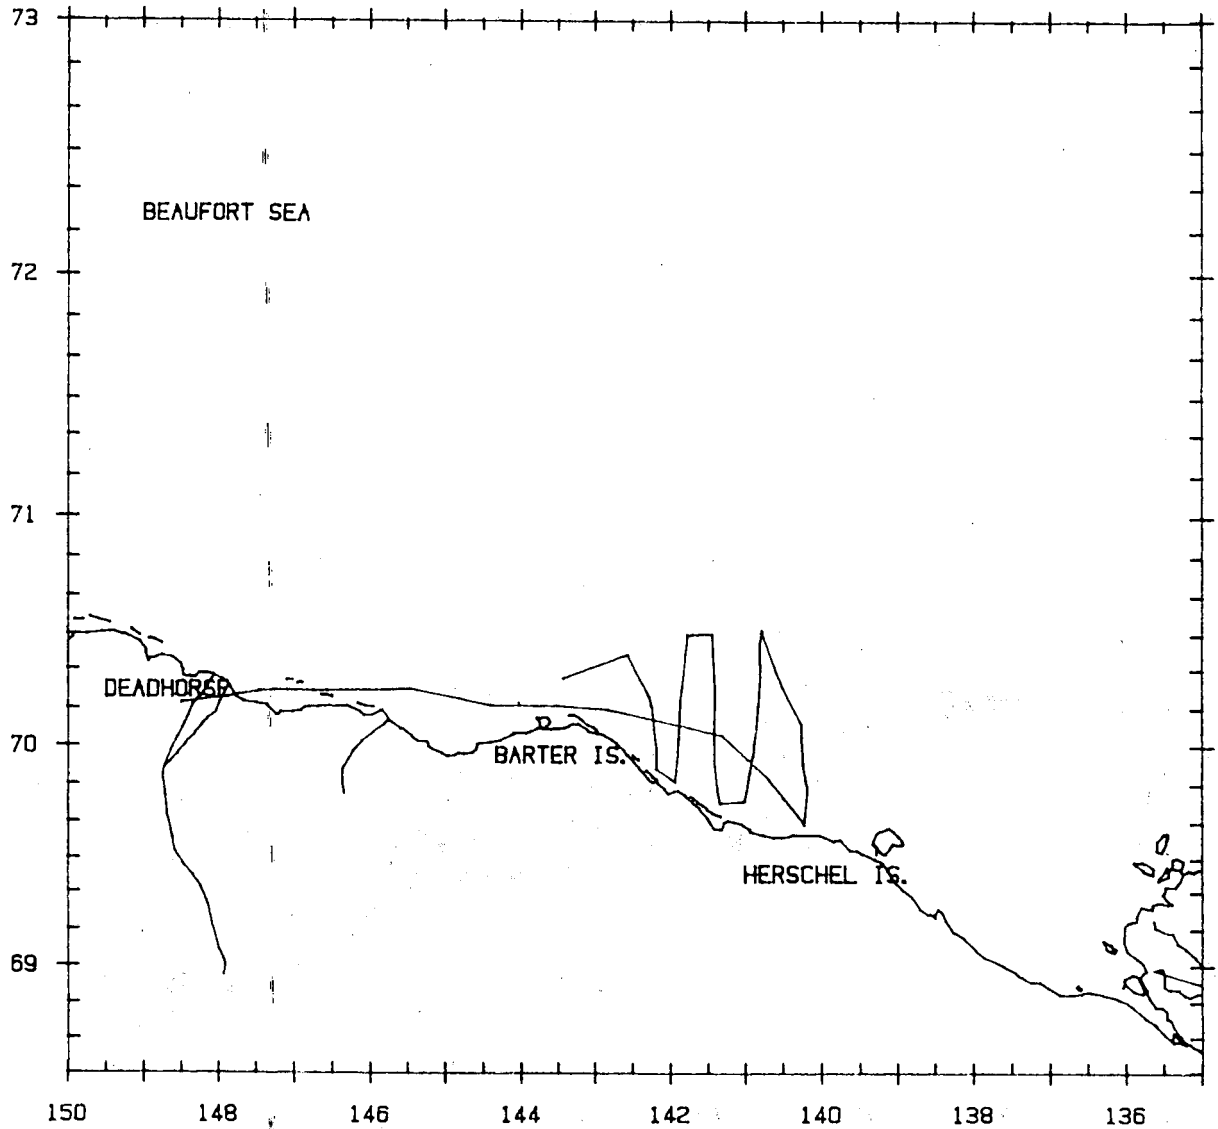 73
BEAUFORT SEA
72
71
DEADHORSE
70
BARTER IS.
HERSCHEL IS.
69
150 148 146 144 142 140 138 136